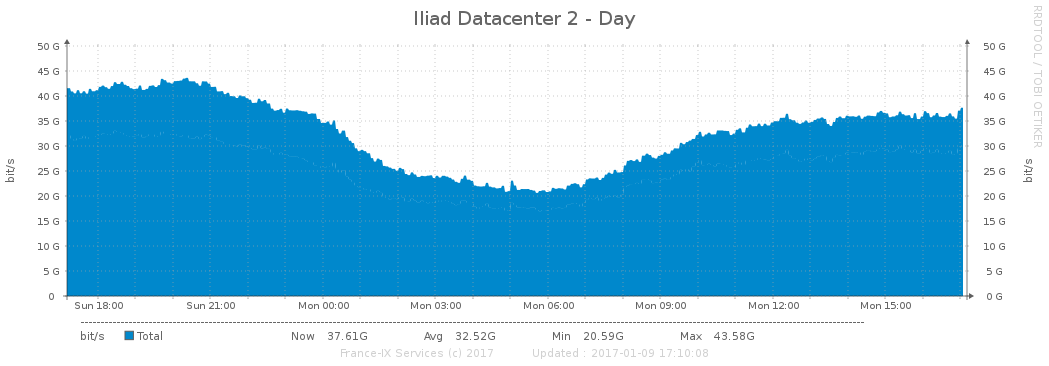 Iliad Datacenter 2 - Day
RRDTOOL / TOBI OETIKER
50 G 50 G
45 G 45 G
40 G 40 G
35 G 35 G
30 G 30 G
25 G 25 G
20 G 20 G
15 G 15 G
10 G 10 G
5 G 5 G
0 0 G
bit/s bit/s
Sun 18:00 Sun 21:00 Mon 00:00 Mon 03:00 Mon 06:00 Mon 09:00 Mon 12:00 Mon 15:00
bit/s Total Now 37.61G Avg 32.52G Min 20.59G Max 43.58G
France-IX Services (c) 2017 Updated : 2017-01-09 17:10:08